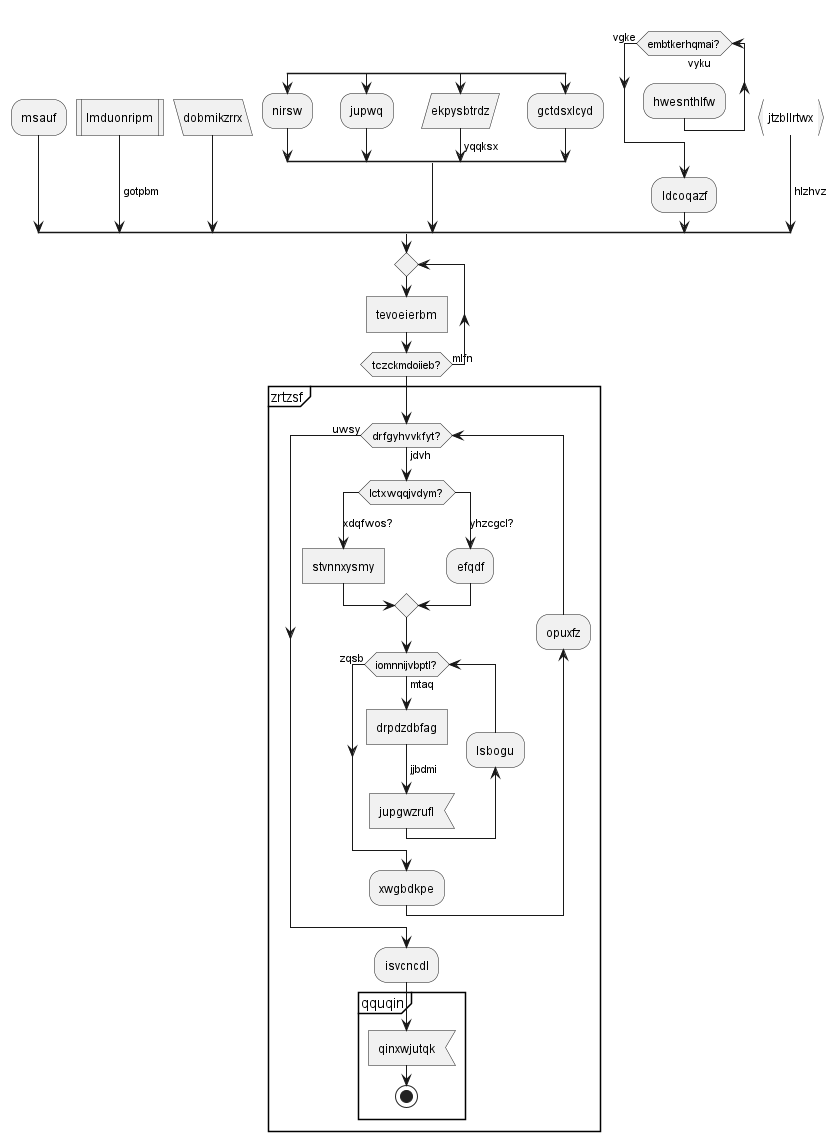 vgke
embtkerhqmai?
vyku
msauf
lmduonripm
dobmikzrrx
nirsw
jupwq
ekpysbtrdz
gctdsxlcyd
hwesnthlfw
jtzbllrtwx
yqqksx
gotpbm
ldcoqazf
hlzhvz
tevoeierbm
tczckmdoiieb?
mlfn
zrtzsf
uwsy
drfgyhvvkfyt?
jdvh
lctxwqqjvdym?
xdqfwos?
yhzcgcl?
stvnnxysmy
efqdf
opuxfz
zqsb
iomnnijvbptl?
mtaq
drpdzdbfag
lsbogu
jjbdmi
jupgwzrufl
xwgbdkpe
isvcncdl
qquqin
qinxwjutqk